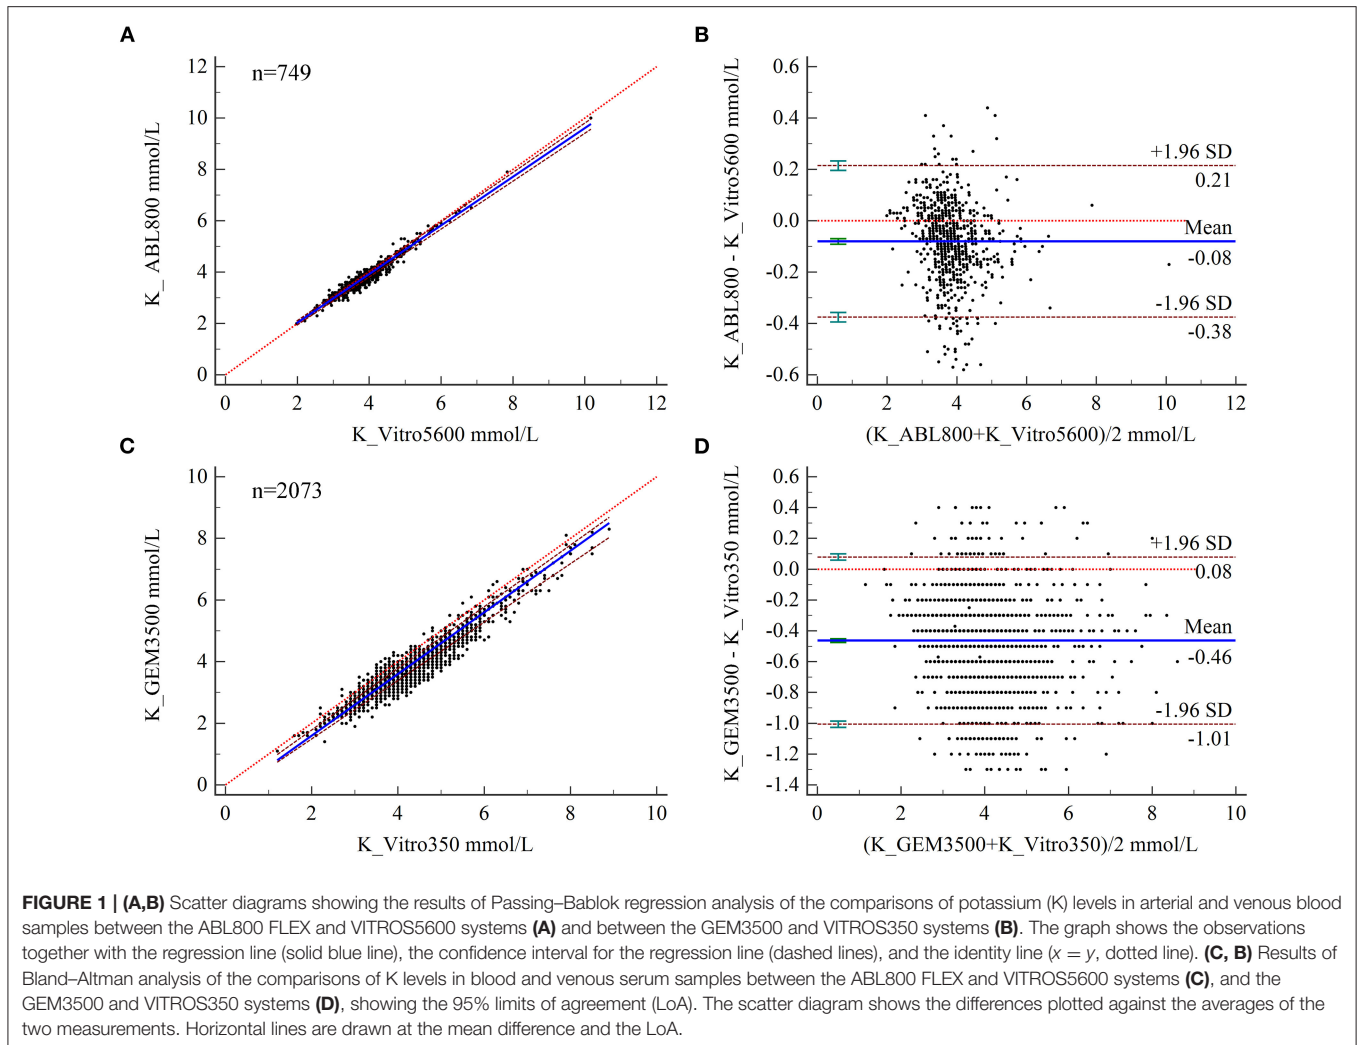 A
12
10
8
6
4
2
0
n=749
K_ ABL800 mmol/L
0 2 4 6 8 10 12
K_Vitro5600 mmol/L
B
0.6
0.4
0.2
0.0
-0.2
-0.4
-0.6
K_ABL800 - K_Vitro5600 mmol/L
+1.96 SD
0.21
Mean
-0.08
-1.96 SD
-0.38
0 2 4 6 8 10 12
(K_ABL800+K_Vitro5600)/2 mmol/L
C
10
8
6
4
2
0
n=2073
K_GEM3500 mmol/L
0 2 4 6 8 10
K_Vitro350 mmol/L
D
0.6
0.4
0.2
0.0
-0.2
-0.4
-0.6
-0.8
-1.0
-1.2
-1.4
K_GEM3500 - K_Vitro350 mmol/L
+1.96 SD
0.08
Mean
-0.46
-1.96 SD
-1.01
0 2 4 6 8 10
(K_GEM3500+K_Vitro350)/2 mmol/L
FIGURE 1 | (A,B) Scatter diagrams showing the results of Passing–Bablok regression analysis of the comparisons of potassium (K) levels in arterial and venous blood
samples between the ABL800 FLEX and VITROS5600 systems (A) and between the GEM3500 and VITROS350 systems (B). The graph shows the observations
together with the regression line (solid blue line), the confidence interval for the regression line (dashed lines), and the identity line (x = y, dotted line). (C, B) Results of
Bland–Altman analysis of the comparisons of K levels in blood and venous serum samples between the ABL800 FLEX and VITROS5600 systems (C), and the
GEM3500 and VITROS350 systems (D), showing the 95% limits of agreement (LoA). The scatter diagram shows the differences plotted against the averages of the
two measurements. Horizontal lines are drawn at the mean difference and the LoA.